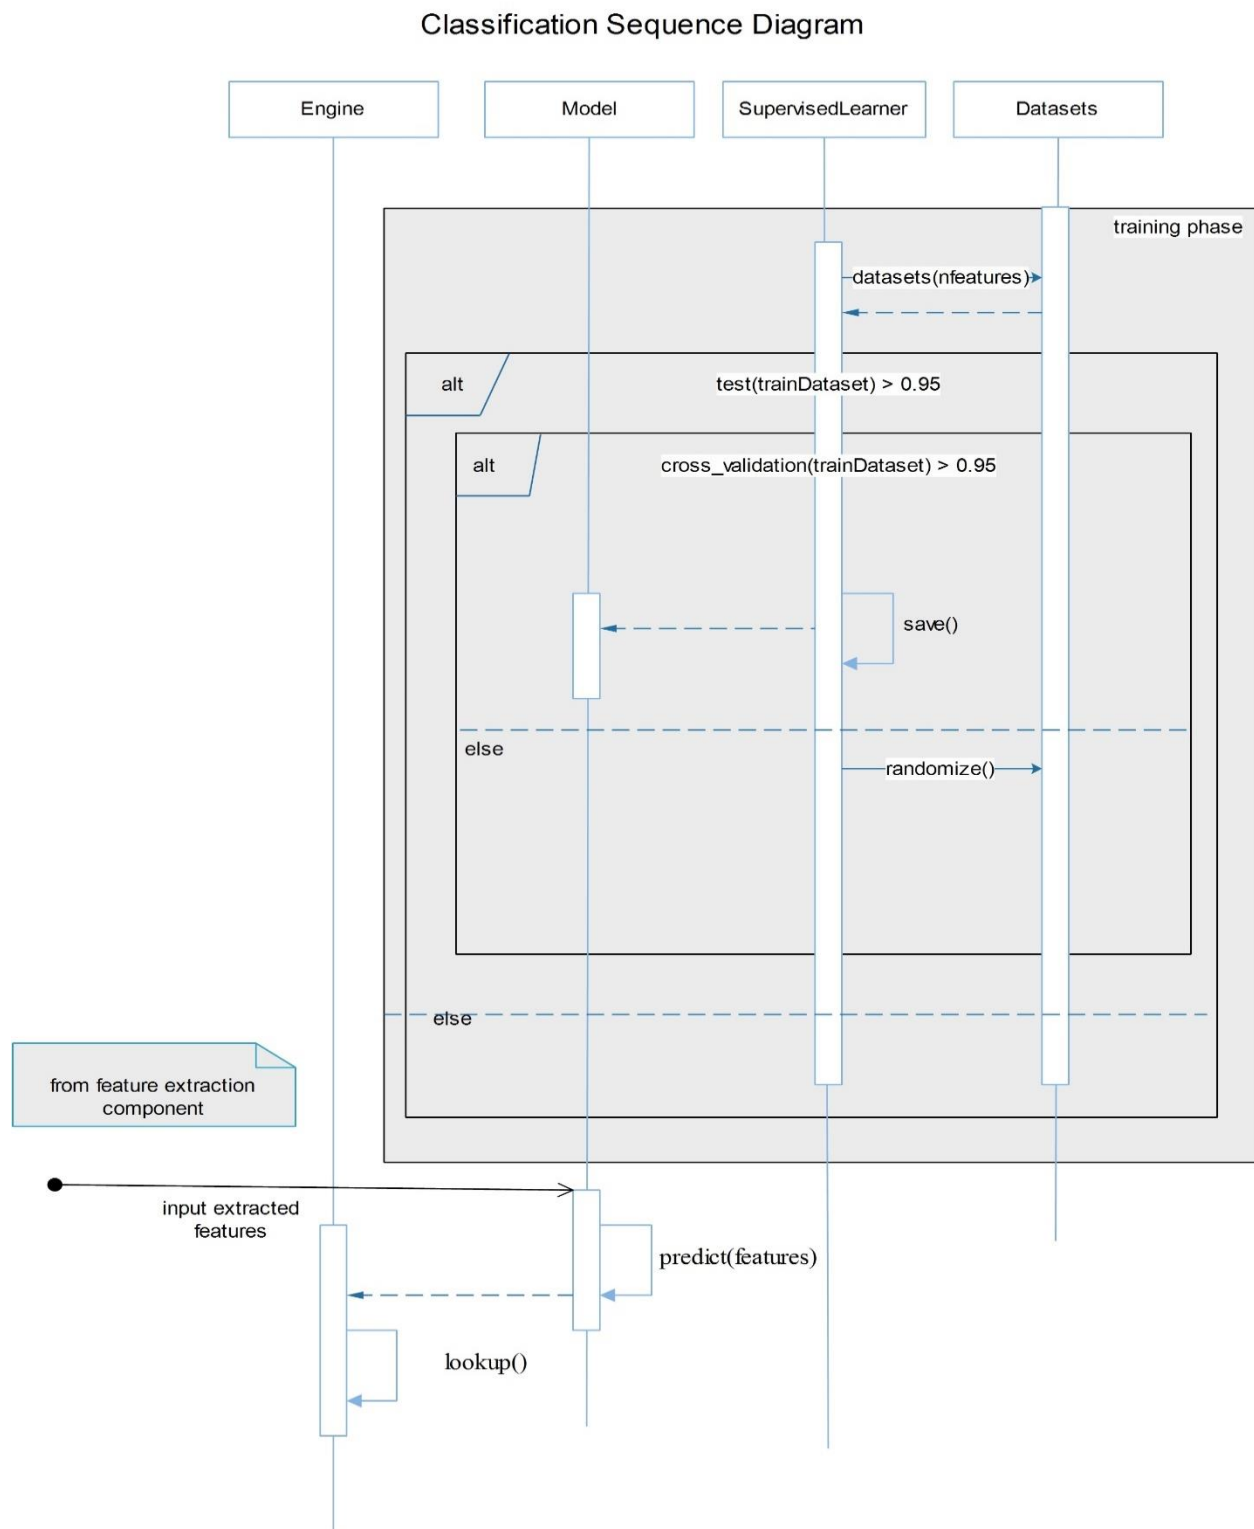 Classification Sequence Diagram
Engine
Model
SupervisedLearner
Datasets
training phase
datasets(nfeatures)
alt
test(trainDataset) > 0.95
alt
cross_validation(trainDataset) > 0.95
save()
else
randomize()
else
from feature extraction
component
input extracted
features
predict(features)
lookup()